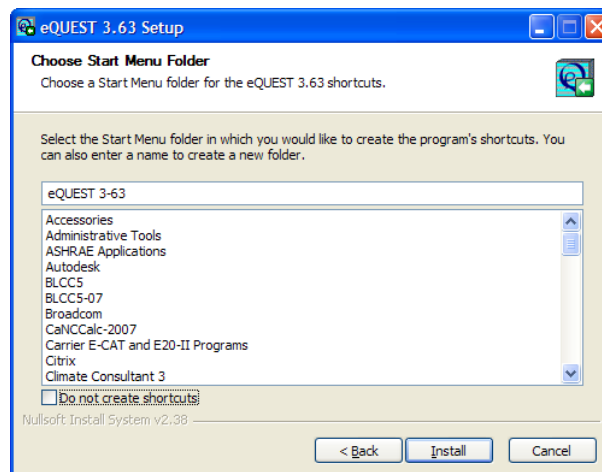 eQUEST 3.63 Setup
Choose Start Menu Folder
Choose a Start Menu folder for the eQUEST 3.63 shortcuts.
Select the Start Menu folder in which you would like to create the program's shortcuts. You
can also enter a name to create a new folder.
eQUEST 3-63
Accessories
Administrative Tools
ASHRAE Applications
Autodesk
BLCC5
BLCC5-07
Broadcom
CaNCCalc-2007
Carrier E-CAT and E20-II Programs
Citrix
Climate Consultant 3
Do not create shortcuts
Nullsoft Install System v2.38
< Back
Install
Cancel